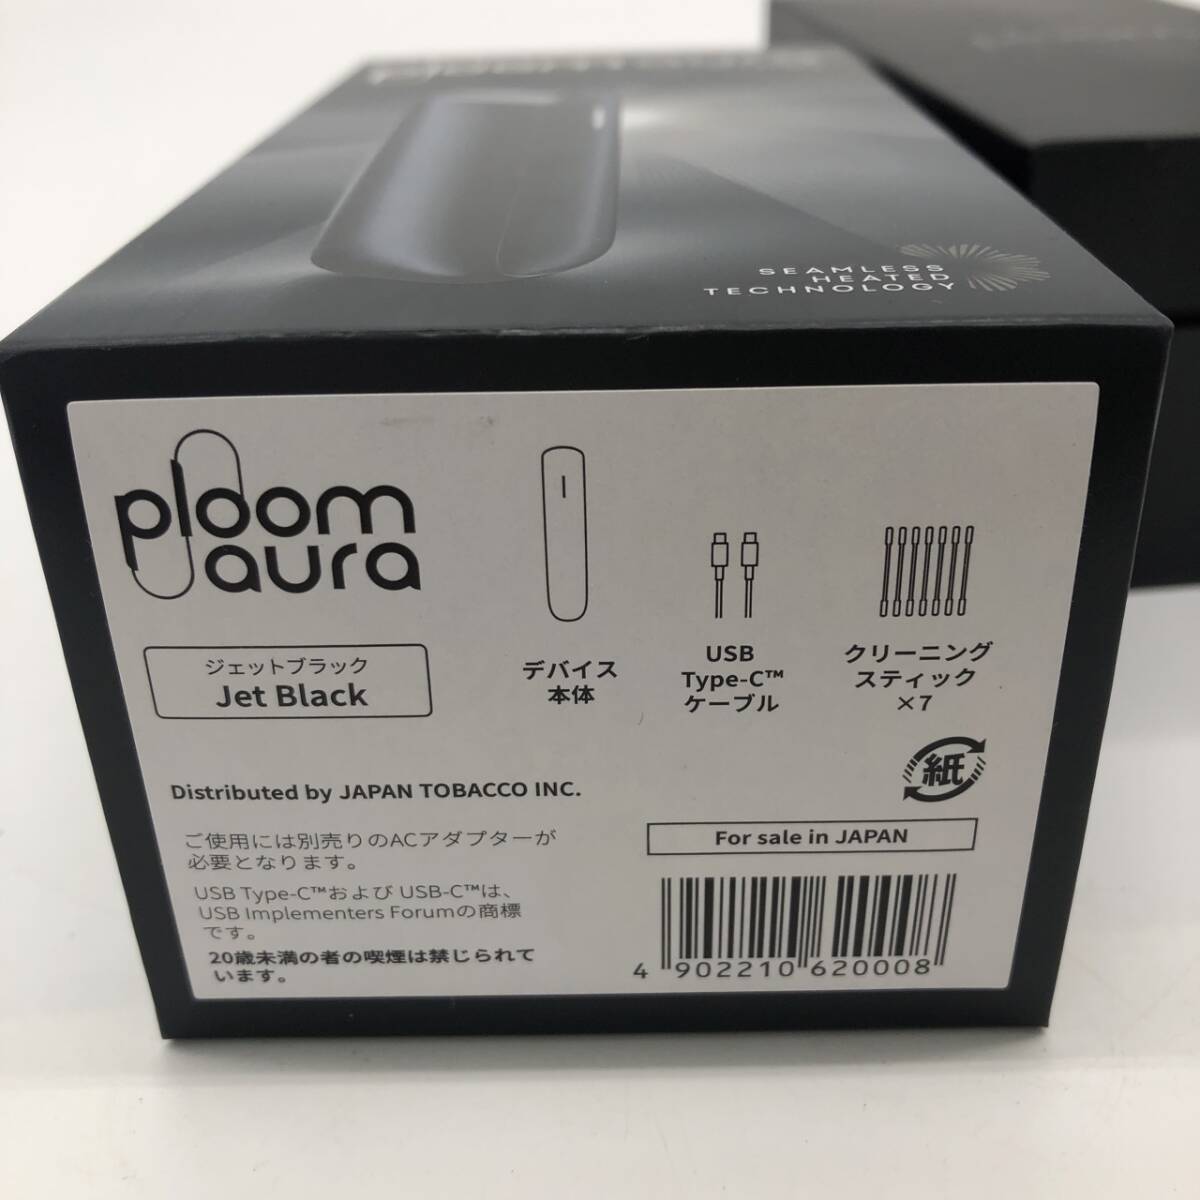 ploom aura
SEAMLESS
HEATED
TECHNOLOGY
ploom
aura
ジェットブラック
Jet Black
デバイス
本体
USB
Type-C™
ケーブル
クリーニング
スティック
×7
紙
Distributed by JAPAN TOBACCO INC.
For sale in JAPAN
ご使用には別売りのACアダプターが
必要となります。
USB Type-C™および USB-C™は、
USB Implementers Forumの商標
です。
20歳未満の者の喫煙は禁じられて
います。
4 902210 620008